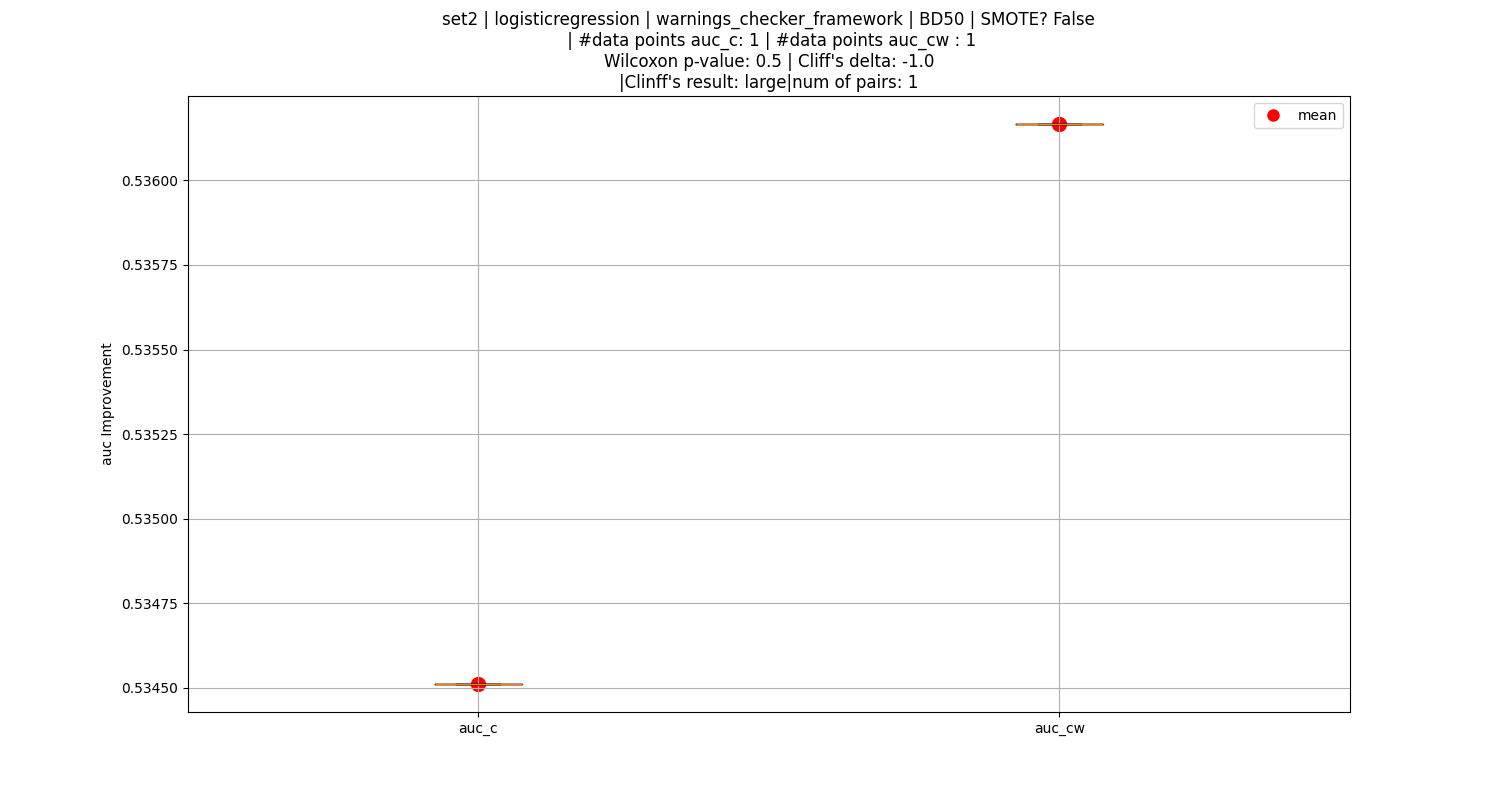 set2 | logisticregression | warnings_checker_framework | BD50 | SMOTE? False
| #data points auc_c: 1 | #data points auc_cw : 1
Wilcoxon p-value: 0.5 | Cliff's delta: -1.0
|Clinff's result: large|num of pairs: 1
mean
0.53600
0.53575
0.53550
0.53525
0.53500
0.53475
0.53450
auc Improvement
auc_c
auc_cw